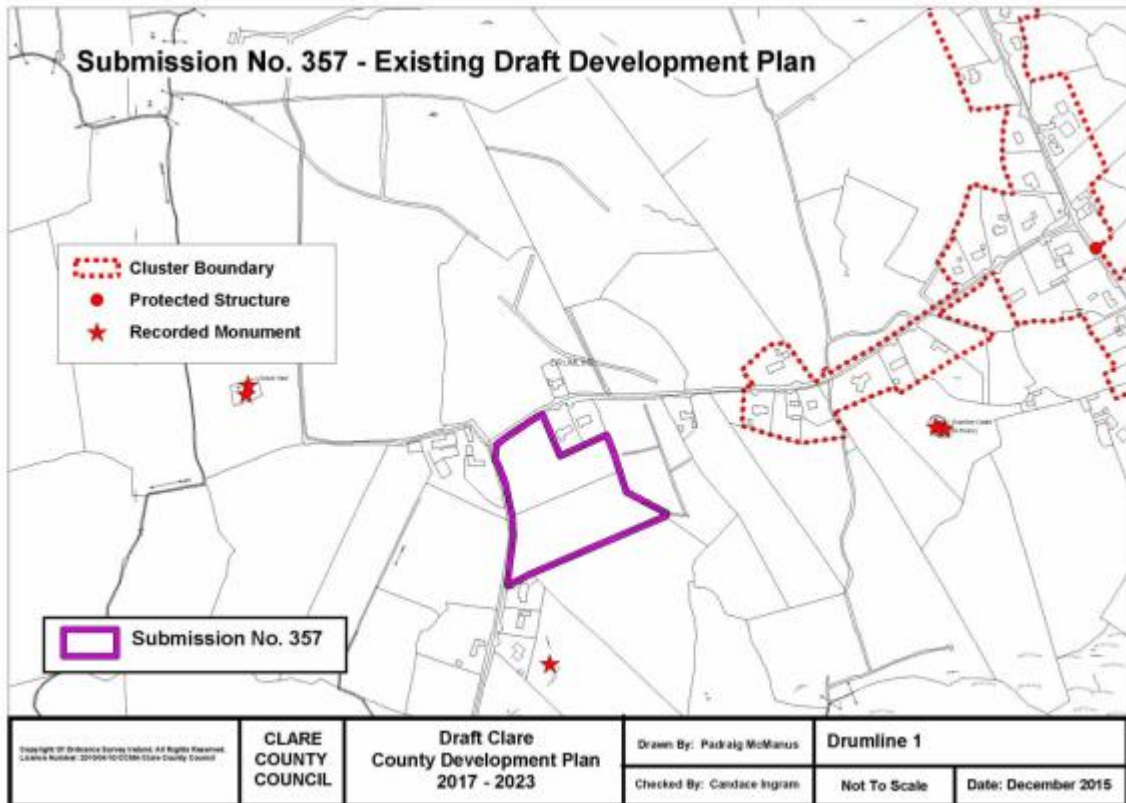 Submission No. 357 - Existing Draft Development Plan
Cluster Boundary
Protected Structure
Recorded Monument
Submission No. 357
CLARE
COUNTY
COUNCIL
Draft Clare
County Development Plan
2017 - 2023
Drawn By: Padraig McManus
Checked By: Candace Ingram
Drumline 1
Not To Scale
Date: December 2015